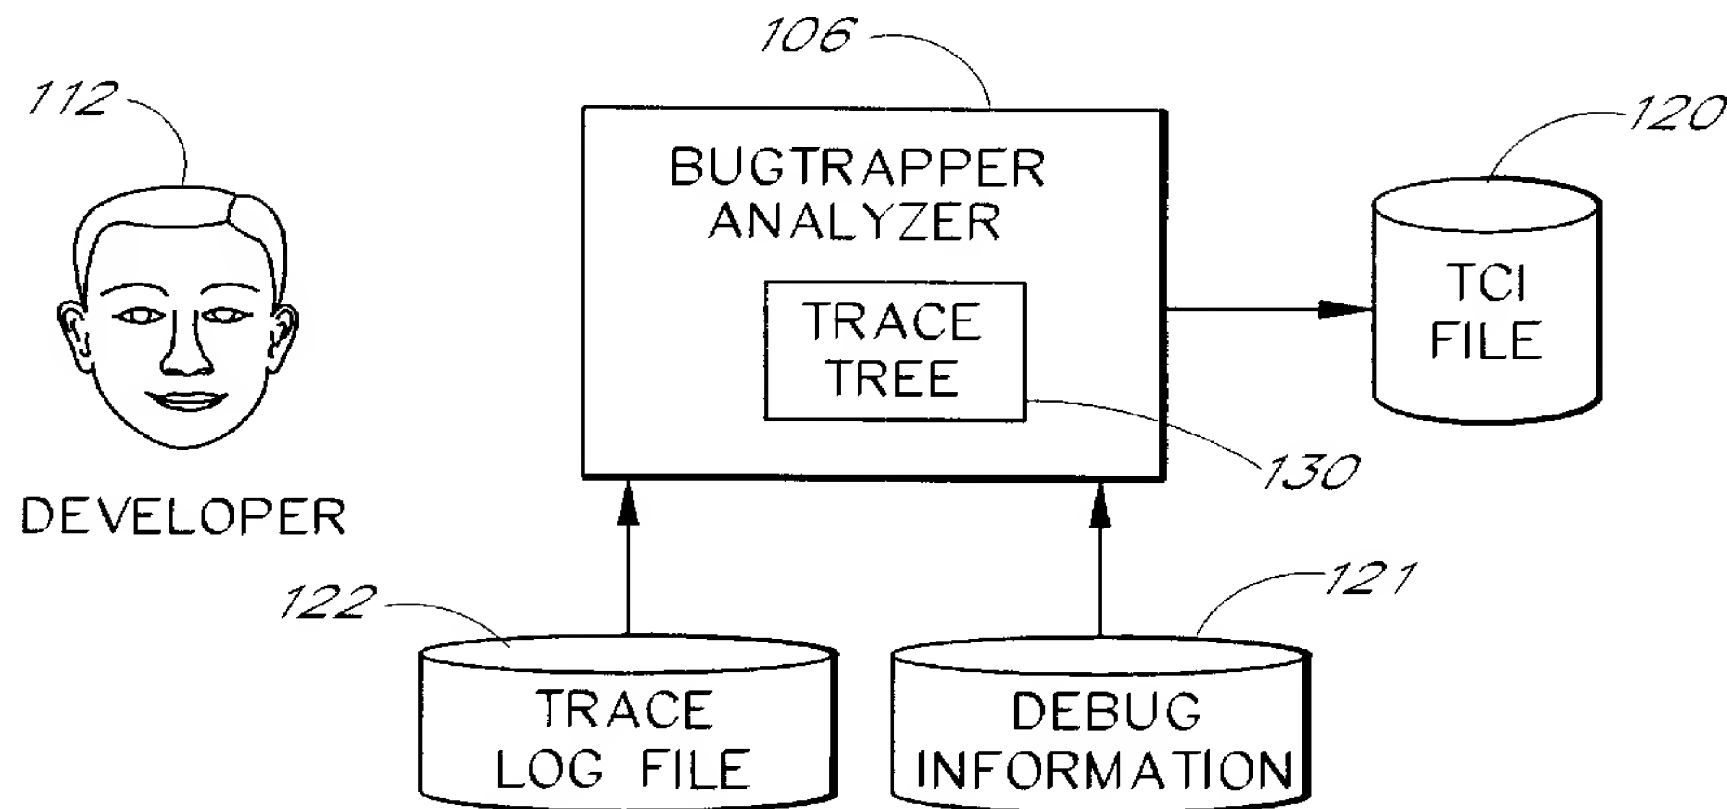 106
112
120
BUGTRAPPER
ANALYZER
TCI
FILE
TRACE
TREE
130
DEVELOPER
122
121
TRACE
LOG FILE
DEBUG
INFORMATION